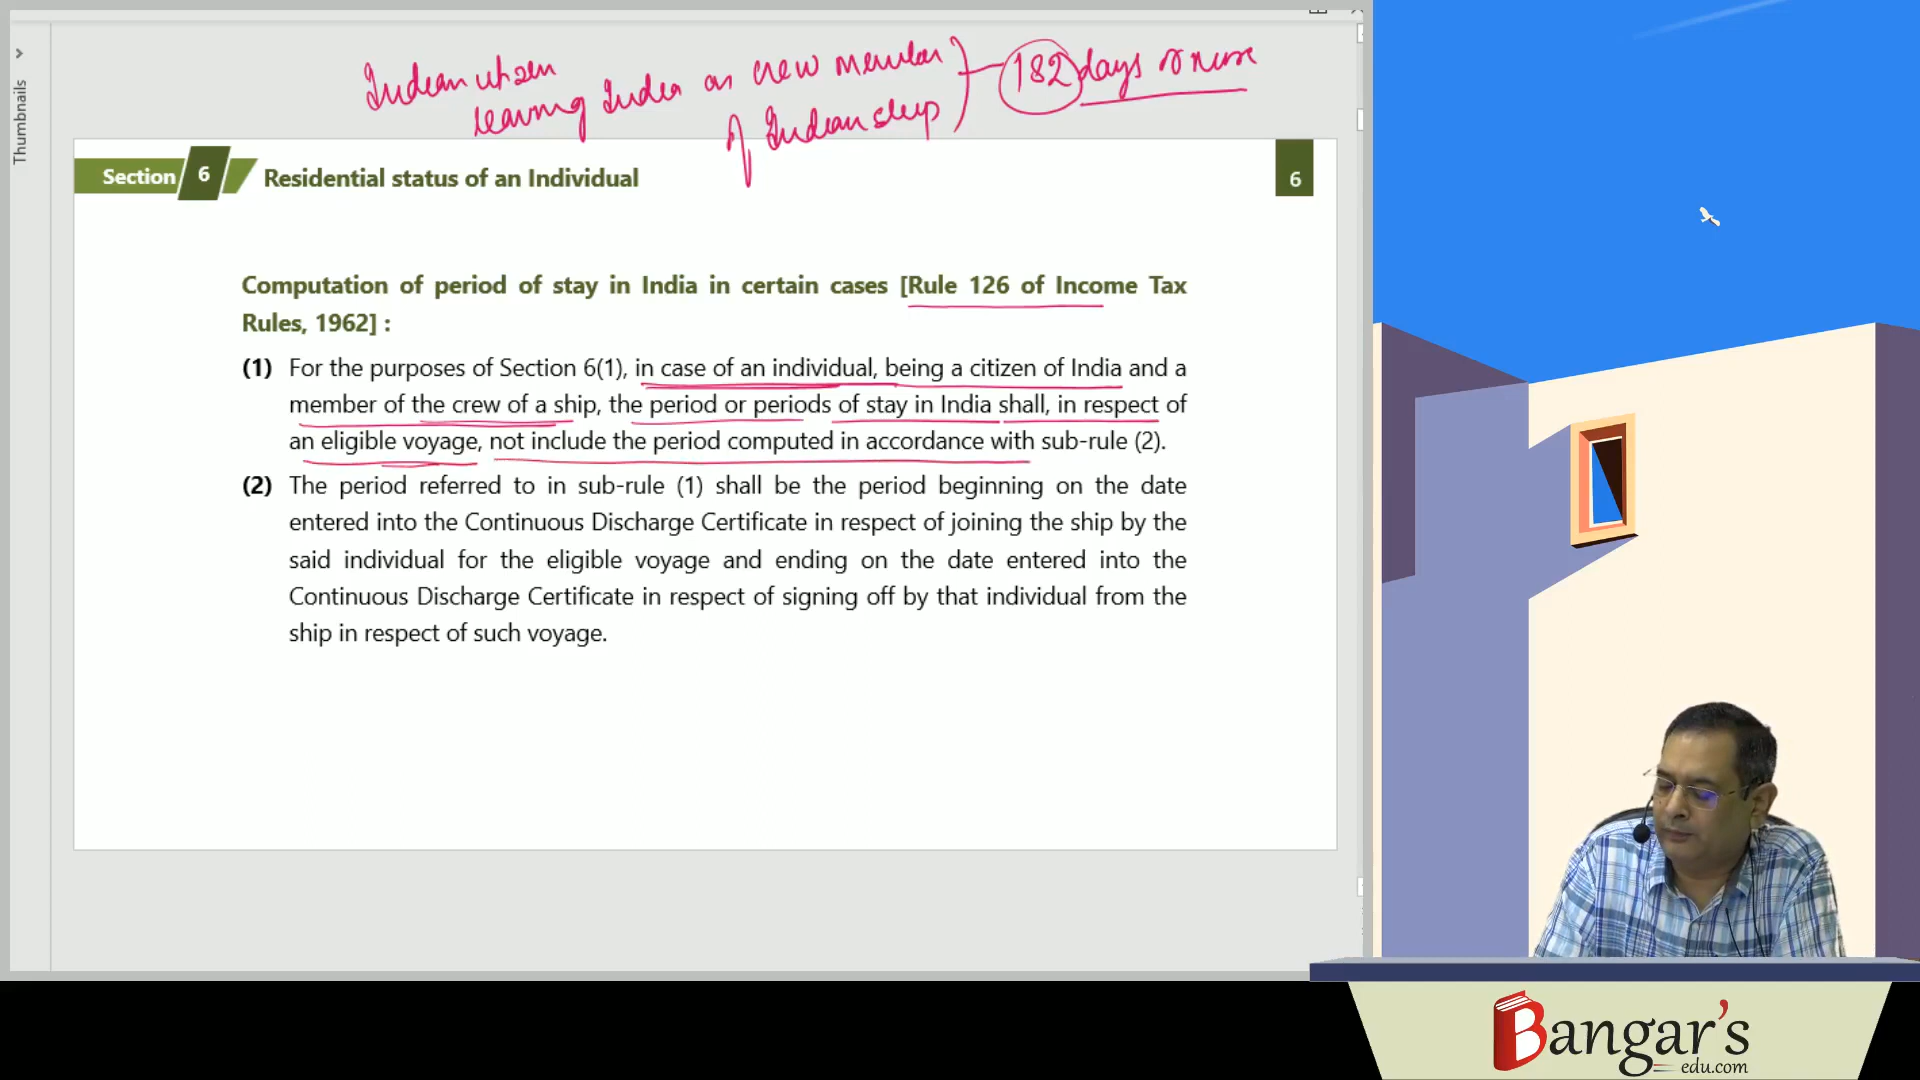 Thumbnails
Indian citizen
leaving India as crew member
of Indian ship
182 days or more
Section 6 Residential status of an Individual
6
Computation of period of stay in India in certain cases [Rule 126 of Income Tax
Rules, 1962] :
(1) For the purposes of Section 6(1), in case of an individual, being a citizen of India and a
member of the crew of a ship, the period or periods of stay in India shall, in respect of
an eligible voyage, not include the period computed in accordance with sub-rule (2).
(2) The period referred to in sub-rule (1) shall be the period beginning on the date
entered into the Continuous Discharge Certificate in respect of joining the ship by the
said individual for the eligible voyage and ending on the date entered into the
Continuous Discharge Certificate in respect of signing off by that individual from the
ship in respect of such voyage.
Bangar's
edu.com